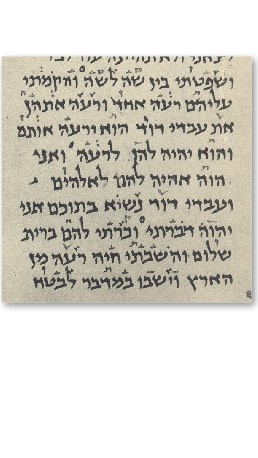 ושפטתי בין שה לשה והקמתי
עליהם רעה אחד ורעה אתהן
את עבדי דוד הוא ירעה אותם
והוא יהיה להן לרעה ואני
יהוה אהיה להם לאלהים
ועבדי דוד נשיא בתוכם אני
יהוה דברתי וכרתי להם ברית
שלום והשבתי חיה רעה מן
הארץ וישבו במדבר לבטח